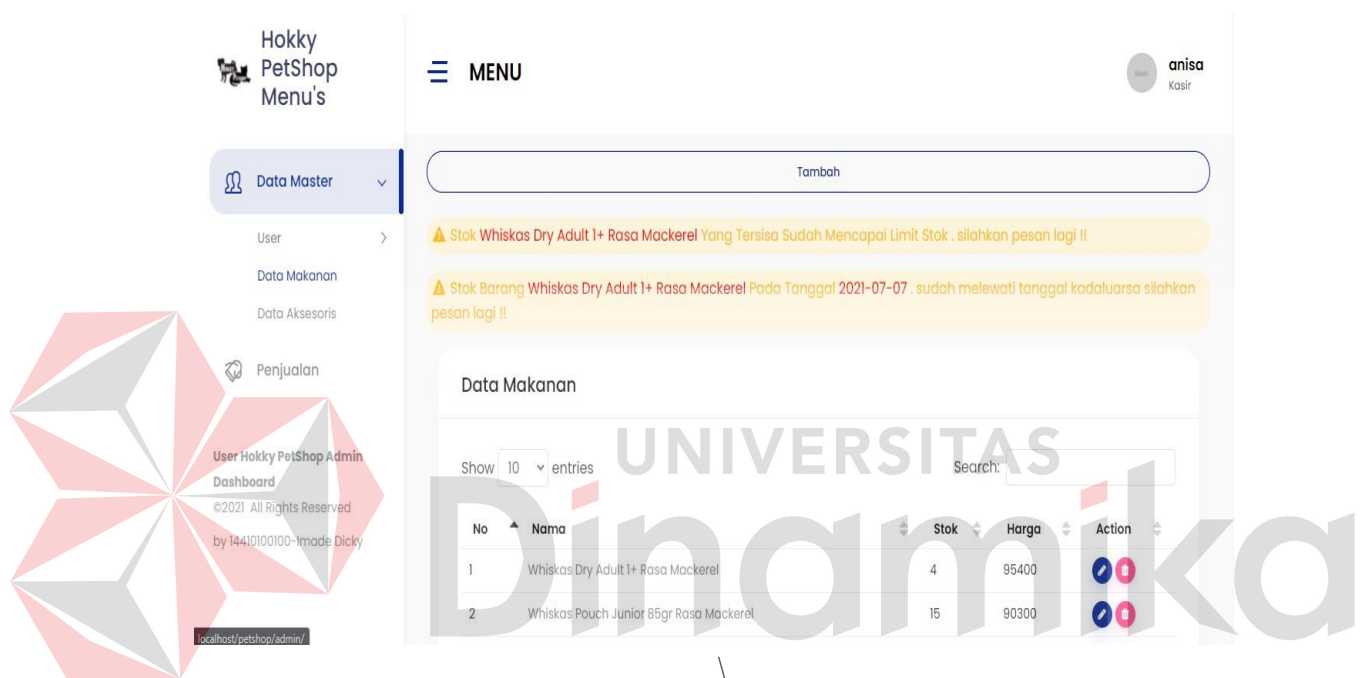 Hokky
PetShop
Menu's
MENU
anisa
Kasir
Data Master
User
Data Makanan
Data Aksesoris
Penjualan
User Hokky PetShop Admin
Dashboard
©2021 All Rights Reserved
by 14410100100-Imade Dicky
localhost/petshop/admin/
Tambah
Stok Whiskas Dry Adult 1+ Rasa Mackerel Yang Tersisa Sudah Mencapai Limit Stok . silahkan pesan lagi !!
Stok Barang Whiskas Dry Adult 1+ Rasa Mackerel Pada Tanggal 2021-07-07 . sudah melewati tanggal kadaluarsa silahkan
pesan lagi !!
Data Makanan
Show 10 entries Search:
No Nama Stok Harga Action
1 Whiskas Dry Adult 1+ Rasa Mackerel 4 95400
2 Whiskas Pouch Junior 85gr Rasa Mackerel 15 90300
UNIVERSITAS
Dinamika
\